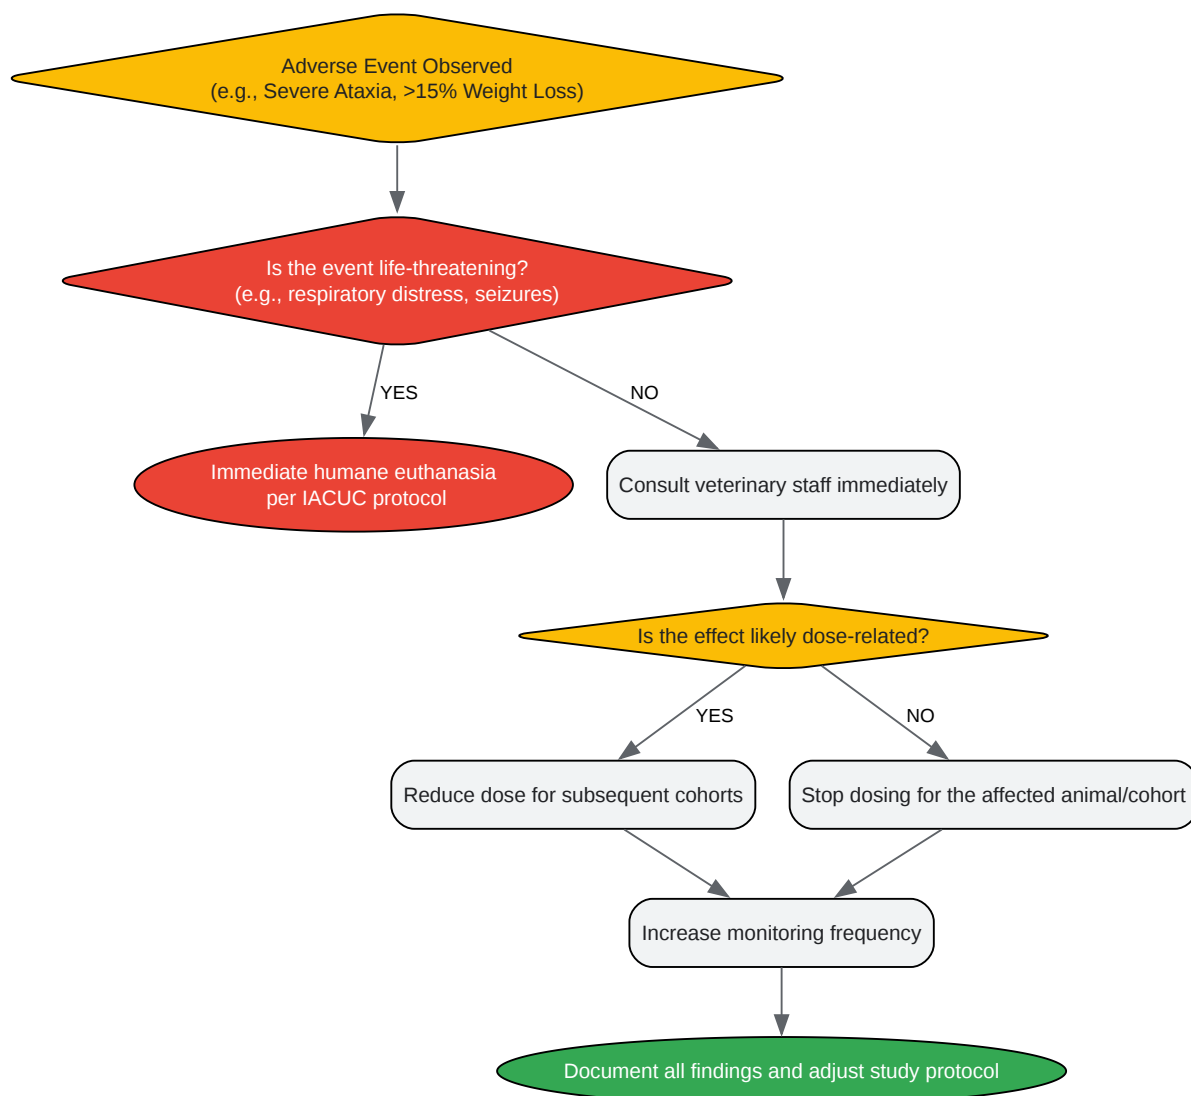 Adverse Event Observed
(e.g., Severe Ataxia, >15% Weight Loss)
Is the event life-threatening?
(e.g., respiratory distress, seizures)
YES
NO
Immediate humane euthanasia
per IACUC protocol
Consult veterinary staff immediately
Is the effect likely dose-related?
YES
NO
Reduce dose for subsequent cohorts
Stop dosing for the affected animal/cohort
Increase monitoring frequency
Document all findings and adjust study protocol